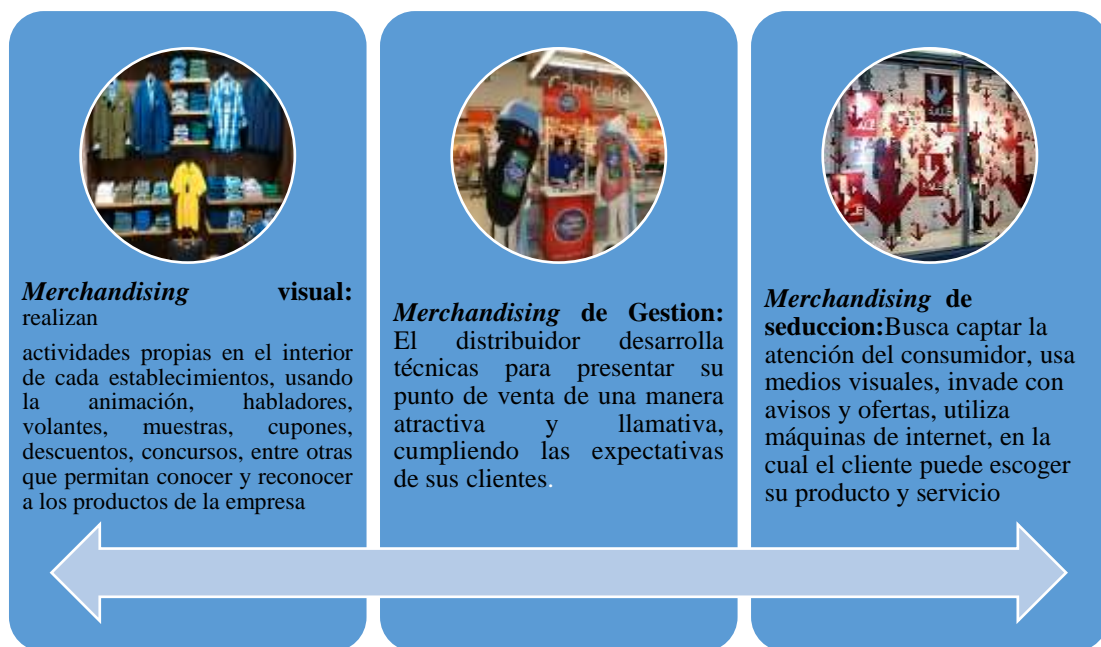 Merchandising visual:
realizan
actividades propias en el interior
de cada establecimientos, usando
la animación, habladores,
volantes, muestras, cupones,
descuentos, concursos, entre otras
que permitan conocer y reconocer
a los productos de la empresa
Merchandising de Gestion:
El distribuidor desarrolla
técnicas para presentar su
punto de venta de una manera
atractiva y llamativa,
cumpliendo las expectativas
de sus clientes.
Merchandising de
seduccion:Busca captar la
atención del consumidor, usa
medios visuales, invade con
avisos y ofertas, utiliza
máquinas de internet, en la
cual el cliente puede escoger
su producto y servicio
SALE